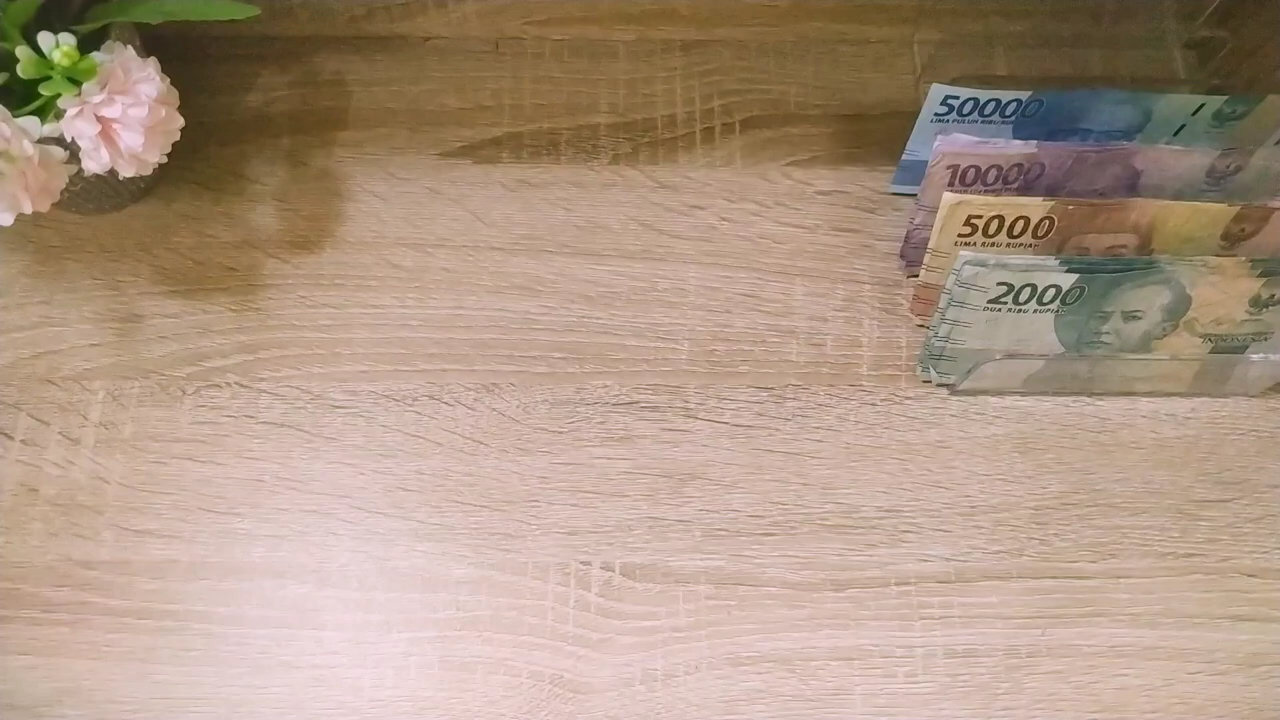 50000
LIMA PULUH RIBU RUPIAH
10000
5000
LIMA RIBU RUPIAH
2000
DUA RIBU RUPIAH
INDONESIA